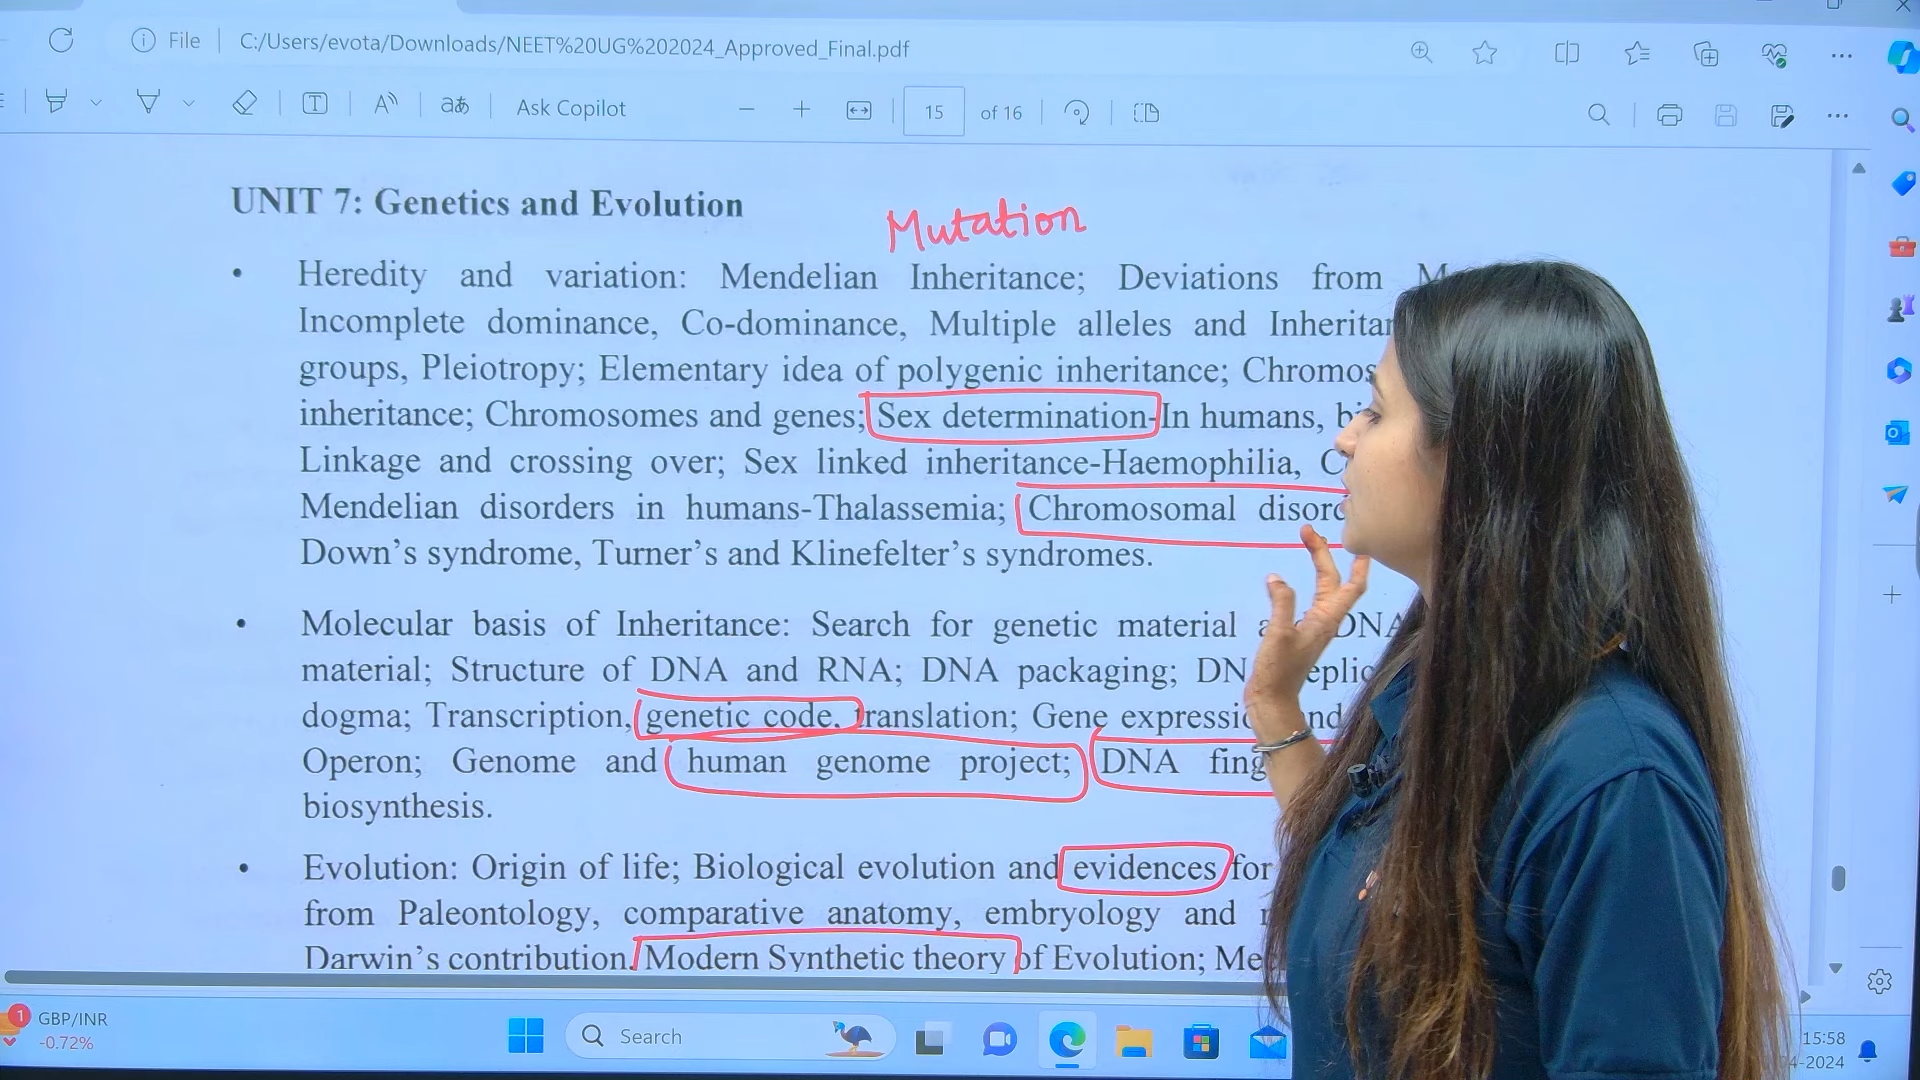 File
C:/Users/evota/Downloads/NEET%20UG%202024_Approved_Final.pdf
Ask Copilot
15 of 16
UNIT 7: Genetics and Evolution
Mutation
• Heredity and variation: Mendelian Inheritance; Deviations from
Incomplete dominance, Co-dominance, Multiple alleles and
groups, Pleiotropy; Elementary idea of polygenic inheritance;
inheritance; Chromosomes and genes; Sex determination-In humans,
Linkage and crossing over; Sex linked inheritance-Haemophilia,
Mendelian disorders in humans-Thalassemia; Chromosomal
Down's syndrome, Turner's and Klinefelter's syndromes.
• Molecular basis of Inheritance: Search for genetic material
material; Structure of DNA and RNA; DNA packaging;
dogma; Transcription, genetic code, translation; Gene
Operon; Genome and human genome project; DNA
biosynthesis.
• Evolution: Origin of life; Biological evolution and evidences for
from Paleontology, comparative anatomy, embryology and
Darwin's contribution, Modern Synthetic theory of Evolution;
1
GBP/INR
-0.72%
Search
15:58